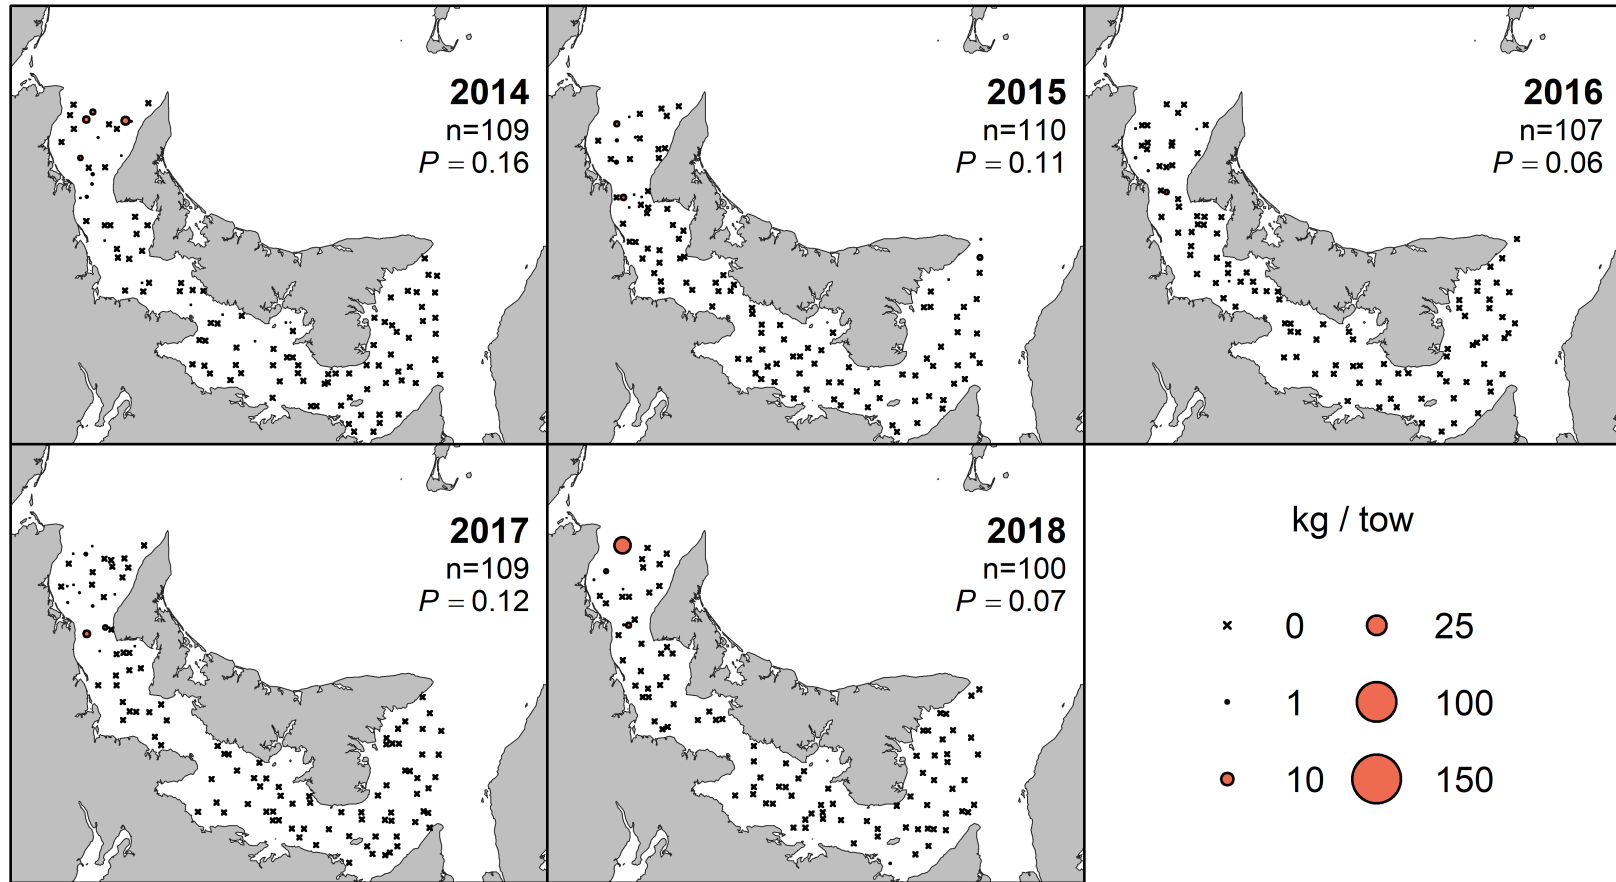 2014
n=109
P = 0.16
2015
n=110
P = 0.11
2016
n=107
P = 0.06
2017
n=109
P = 0.12
2018
n=100
P = 0.07
kg / tow
0 25
1 100
10 150